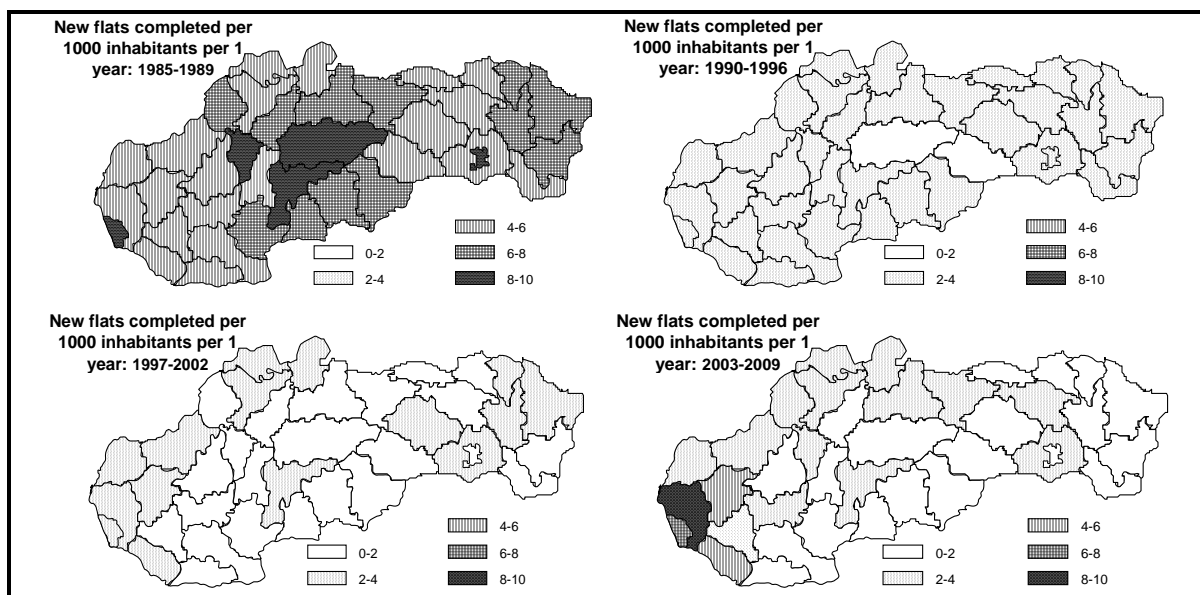 New flats completed per
1000 inhabitants per 1
year: 1985-1989
4-6
0-2
6-8
2-4
8-10
New flats completed per
1000 inhabitants per 1
year: 1990-1996
4-6
0-2
6-8
2-4
8-10
New flats completed per
1000 inhabitants per 1
year: 1997-2002
4-6
0-2
6-8
2-4
8-10
New flats completed per
1000 inhabitants per 1
year: 2003-2009
4-6
0-2
6-8
2-4
8-10